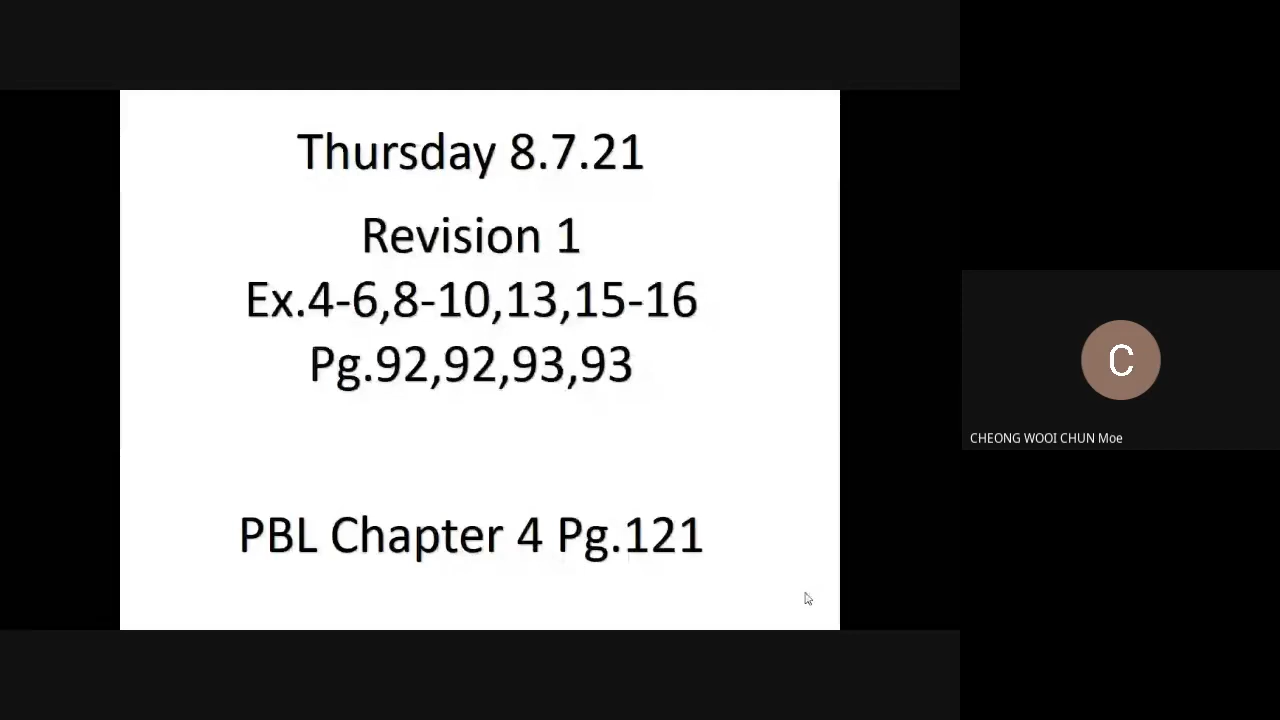 Thursday 8.7.21
Revision 1
Ex.4-6,8-10,13,15-16
Pg.92,92,93,93
PBL Chapter 4 Pg.121
C
CHEONG WOOI CHUN Moe